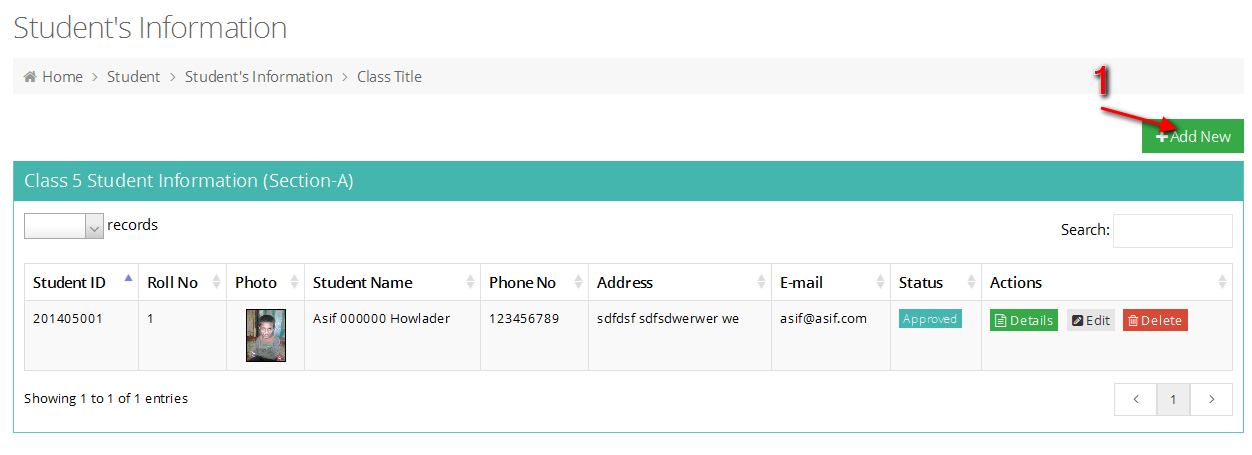 Student's Information
Home > Student > Student's Information > Class Title
1
Add New
Class 5 Student Information (Section-A)
records
Search:
Student ID Roll No Photo Student Name Phone No Address E-mail Status Actions
201405001 1 Asif 000000 Howlader 123456789 sdfdsf sdfsdwerwer we asif@asif.com Approved Details Edit Delete
Showing 1 to 1 of 1 entries
< 1 >